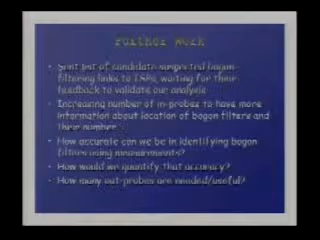 Further Work
• Sent list of candidate suspected bogon
filtering links to ISPs, waiting for their
feedback to validate our analysis
• Increasing number of in-probes to have more
information about location of bogon filters and
their number
• How accurate can we be in identifying bogon
filters using measurements?
• How would we quantify that accuracy?
• How many out-probes are needed/useful?